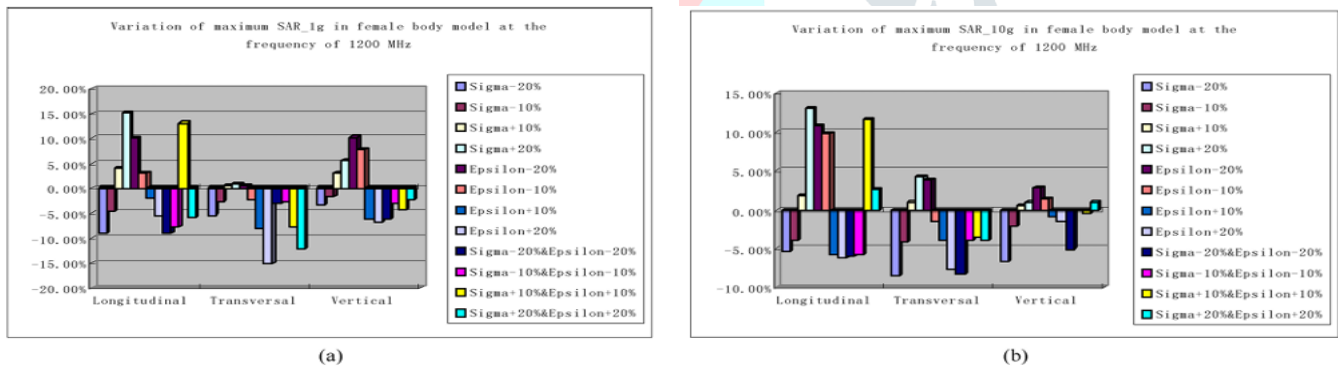 Variation of maximum SAR_1g in female body model at the
frequency of 1200 MHz
20.00%
15.00%
10.00%
5.00%
0.00%
-5.00%
-10.00%
-15.00%
-20.00%
Longitudinal Transversal Vertical
Sigma-20%
Sigma-10%
Sigma+10%
Sigma+20%
Epsilon-20%
Epsilon-10%
Epsilon+10%
Epsilon+20%
Sigma-20%&Epsilon-20%
Sigma-10%&Epsilon-10%
Sigma+10%&Epsilon+10%
Sigma+20%&Epsilon+20%
(a)
Variation of maximum SAR_10g in female body model at the
frequency of 1200 MHz
15.00%
10.00%
5.00%
0.00%
-5.00%
-10.00%
Longitudinal Transversal Vertical
Sigma-20%
Sigma-10%
Sigma+10%
Sigma+20%
Epsilon-20%
Epsilon-10%
Epsilon+10%
Epsilon+20%
Sigma-20%&Epsilon-20%
Sigma-10%&Epsilon-10%
Sigma+10%&Epsilon+10%
Sigma+20%&Epsilon+20%
(b)